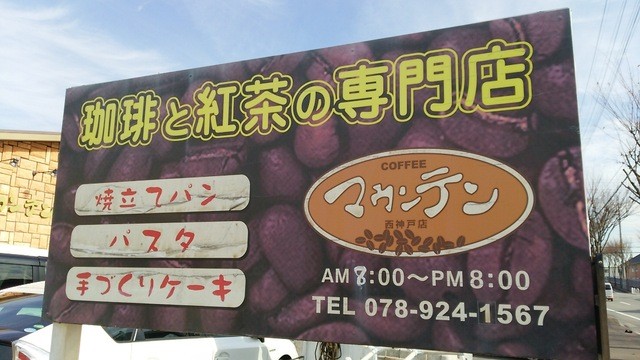 珈琲と紅茶の専門店
焼立てパン
パスタ
手づくりケーキ
COFFEE
マウンテン
西神戸店
AM 8:00～PM 8:00
TEL 078-924-1567